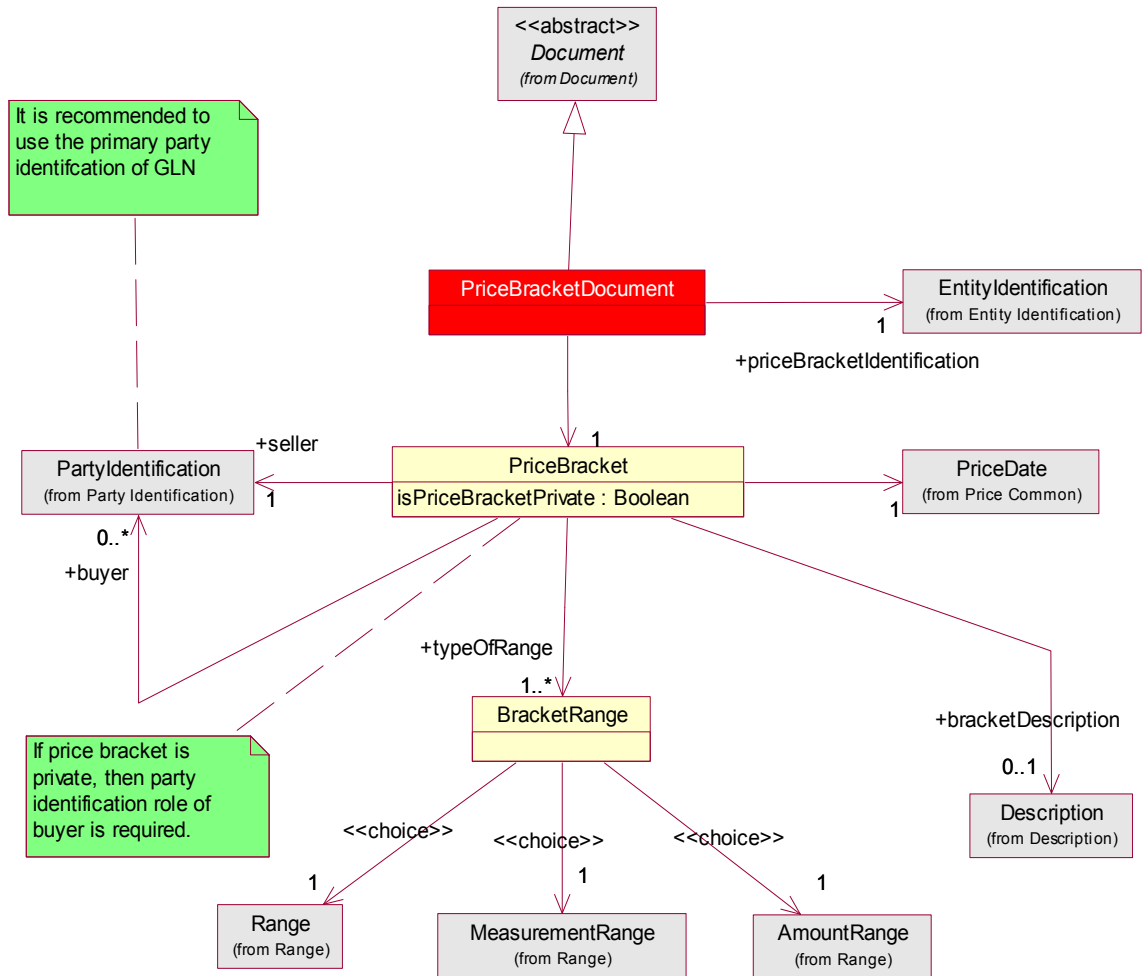 <<abstract>>
Document
(from Document)
It is recommended to
use the primary party
identifcation of GLN
PriceBracketDocument
EntityIdentification
(from Entity Identification)
1
+priceBracketIdentification
1
+seller
PartyIdentification
(from Party Identification)
1
PriceBracket
isPriceBracketPrivate : Boolean
PriceDate
(from Price Common)
1
0..*
+buyer
+typeOfRange
1..*
BracketRange
+bracketDescription
0..1
If price bracket is
private, then party
identification role of
buyer is required.
Description
(from Description)
<<choice>>
<<choice>>
<<choice>>
1
1
1
Range
(from Range)
MeasurementRange
(from Range)
AmountRange
(from Range)